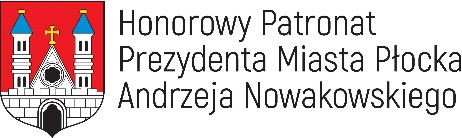 Honorowy Patronat
Prezydenta Miasta Płocka
Andrzeja Nowakowskiego